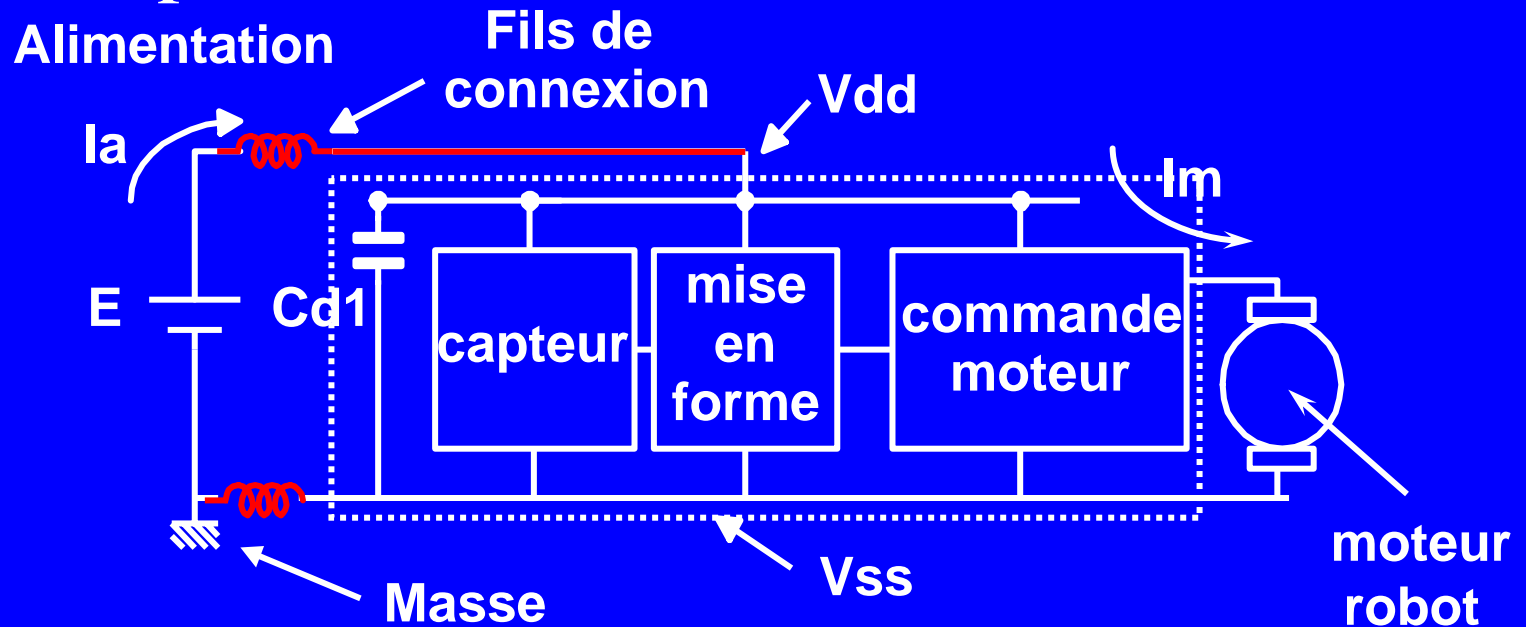 Alimentation
Fils de
connexion
Vdd
Ia
Im
E
Cd1
capteur
mise
en
forme
commande
moteur
Vss
Masse
moteur
robot